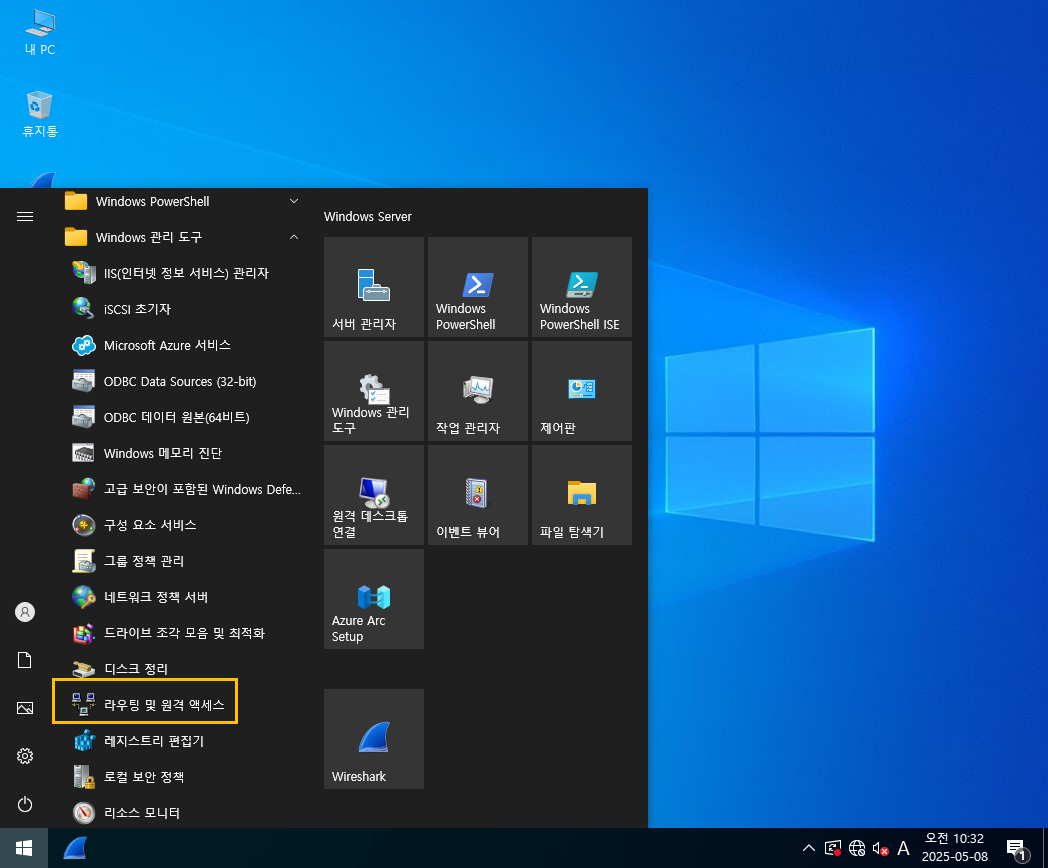 내 PC
휴지통
Windows PowerShell
Windows 관리 도구
IIS(인터넷 정보 서비스) 관리자
iSCSI 초기자
Microsoft Azure 서비스
ODBC Data Sources (32-bit)
ODBC 데이터 원본(64비트)
Windows 메모리 진단
고급 보안이 포함된 Windows Defe...
구성 요소 서비스
그룹 정책 관리
네트워크 정책 서버
드라이브 조각 모음 및 최적화
디스크 정리
라우팅 및 원격 액세스
레지스트리 편집기
로컬 보안 정책
리소스 모니터
Windows Server
서버 관리자
Windows
PowerShell
Windows
PowerShell ISE
Windows 관리
도구
작업 관리자
제어판
원격 데스크톱
연결
이벤트 뷰어
파일 탐색기
Azure Arc
Setup
Wireshark
A
오전 10:32
2025-05-08
1